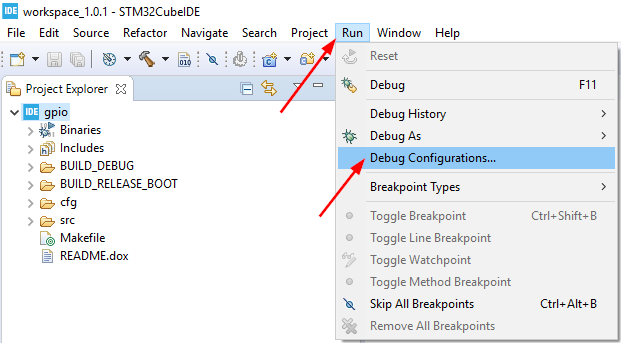 IDE workspace_1.0.1 - STM32CubeIDE
File Edit Source Refactor Navigate Search Project Run Window Help
010
Project Explorer
IDE gpio
Binaries
Includes
BUILD_DEBUG
BUILD_RELEASE_BOOT
cfg
src
Makefile
README.dox
Reset
Debug F11
Debug History
Debug As
Debug Configurations...
Breakpoint Types
Toggle Breakpoint Ctrl+Shift+B
Toggle Line Breakpoint
Toggle Watchpoint
Toggle Method Breakpoint
Skip All Breakpoints Ctrl+Alt+B
Remove All Breakpoints